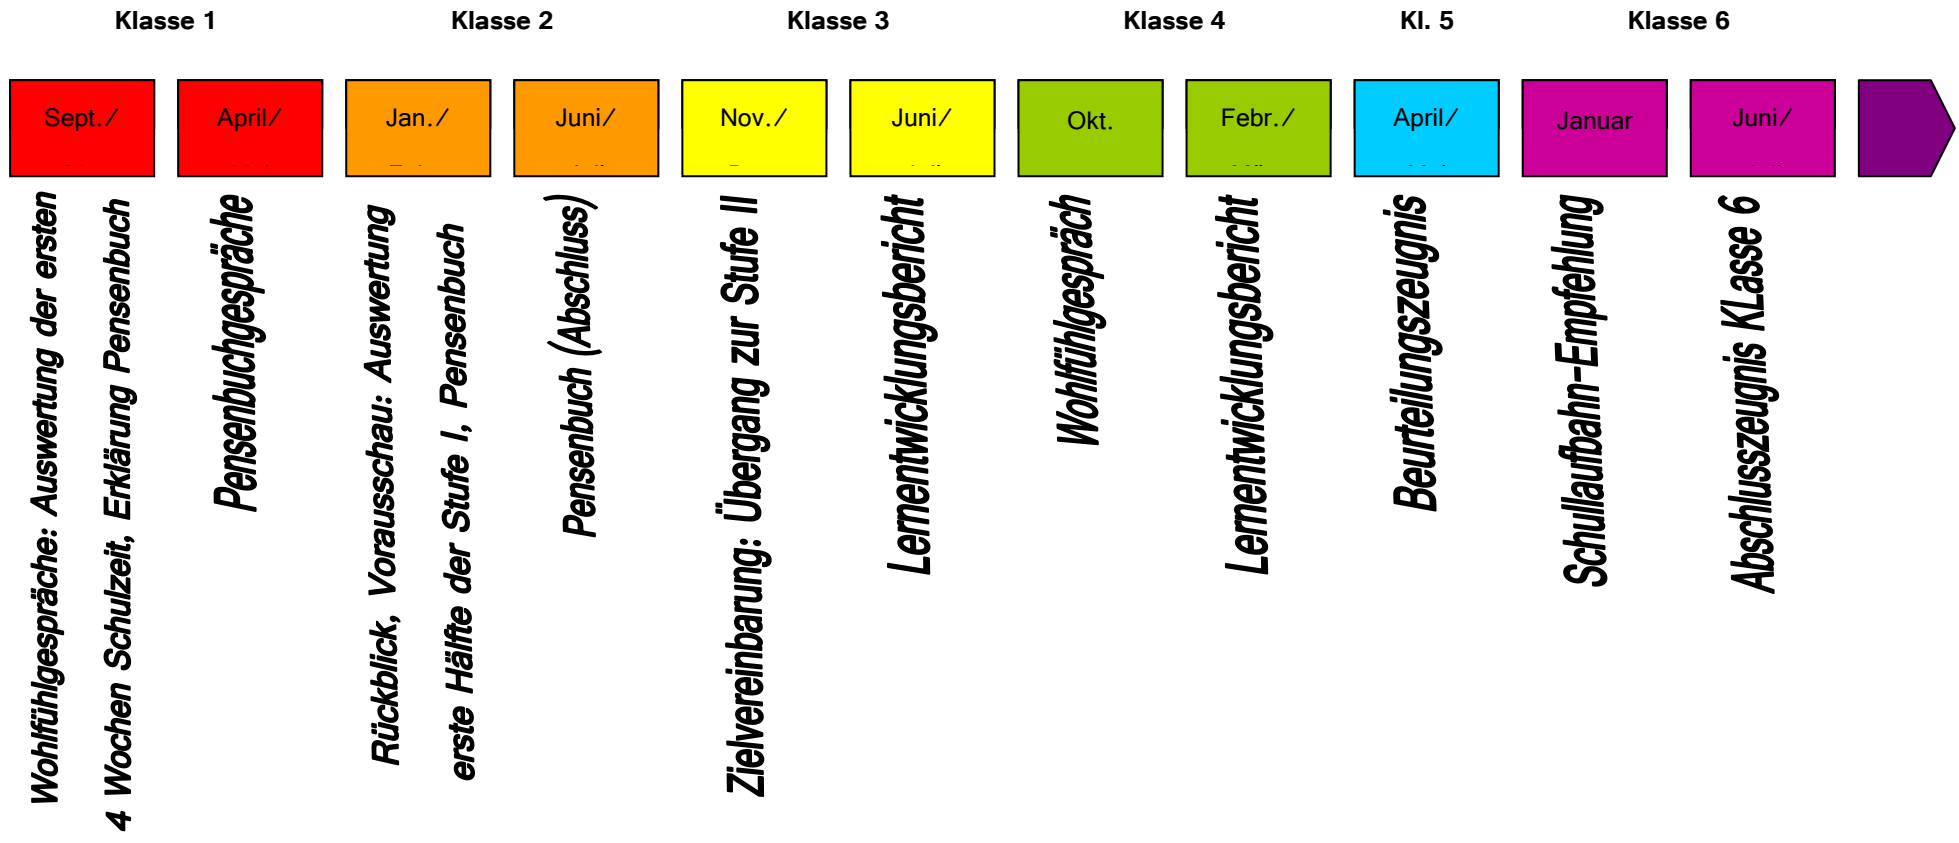 Klasse 1
Klasse 2
Klasse 3
Klasse 4
Kl. 5
Klasse 6
Sept./
April/
Jan./
Juni/
Nov./
Juni/
Okt.
Febr./
April/
Januar
Juni/
Wohlfühlgespräche: Auswertung der ersten
4 Wochen Schulzeit, Erklärung Pensenbuch
Pensenbuchgespräche
Rückblick, Vorausschau: Auswertung
erste Hälfte der Stufe I, Pensenbuch
Pensenbuch (Abschluss)
Zielvereinbarung: Übergang zur Stufe II
Lernentwicklungsbericht
Wohlfühlgespräch
Lernentwicklungsbericht
Beurteilungszeugnis
Schullaufbahn-Empfehlung
Abschlusszeugnis KLasse 6